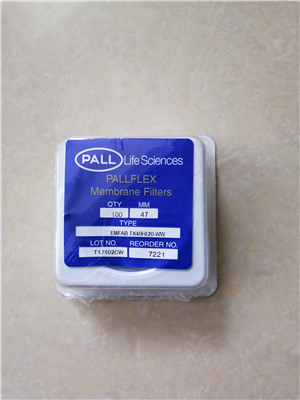 PALL Life Sciences
PALLFLEX
Membrane Filters
QTY MM
100 47
TYPE
EMFAB TX40HI20-WW
LOT NO. REORDER NO.
T17102CW 7221